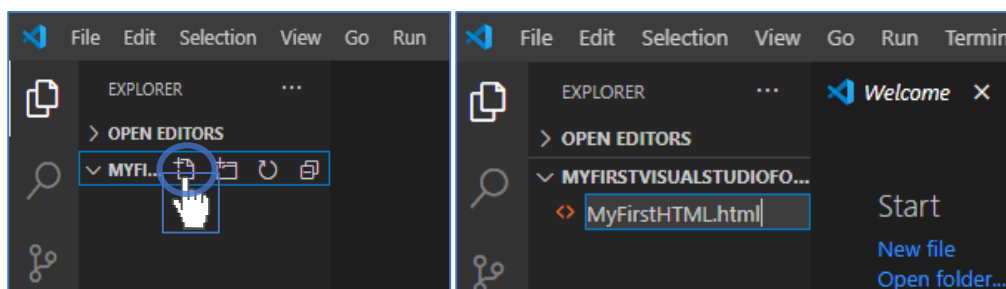 File Edit Selection View Go Run
EXPLORER ...
OPEN EDITORS
MYFI...
File Edit Selection View Go Run Termin
EXPLORER ...
Welcome
OPEN EDITORS
MYFIRSTVISUALSTUDIOFO...
MyFirstHTML.html
Start
New file
Open folder...